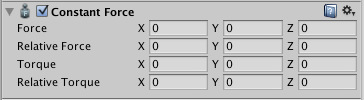 Constant Force
Force X 0 Y 0 Z 0
Relative Force X 0 Y 0 Z 0
Torque X 0 Y 0 Z 0
Relative Torque X 0 Y 0 Z 0